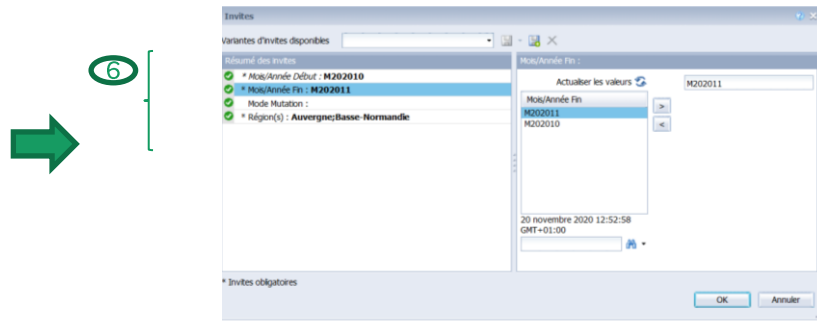 Invites
Variantes d'invites disponibles
Résumé des invites
* Mois/Année Début : M202010
* Mois/Année Fin : M202011
Mode Mutation :
* Région(s) : Auvergne;Basse-Normandie
Mois/Année Fin :
Actualiser les valeurs
M202011
Mois/Année Fin
M202011
M202010
>
<
20 novembre 2020 12:52:58
GMT+01:00
* Invites obligatoires
OK
Annuler
6